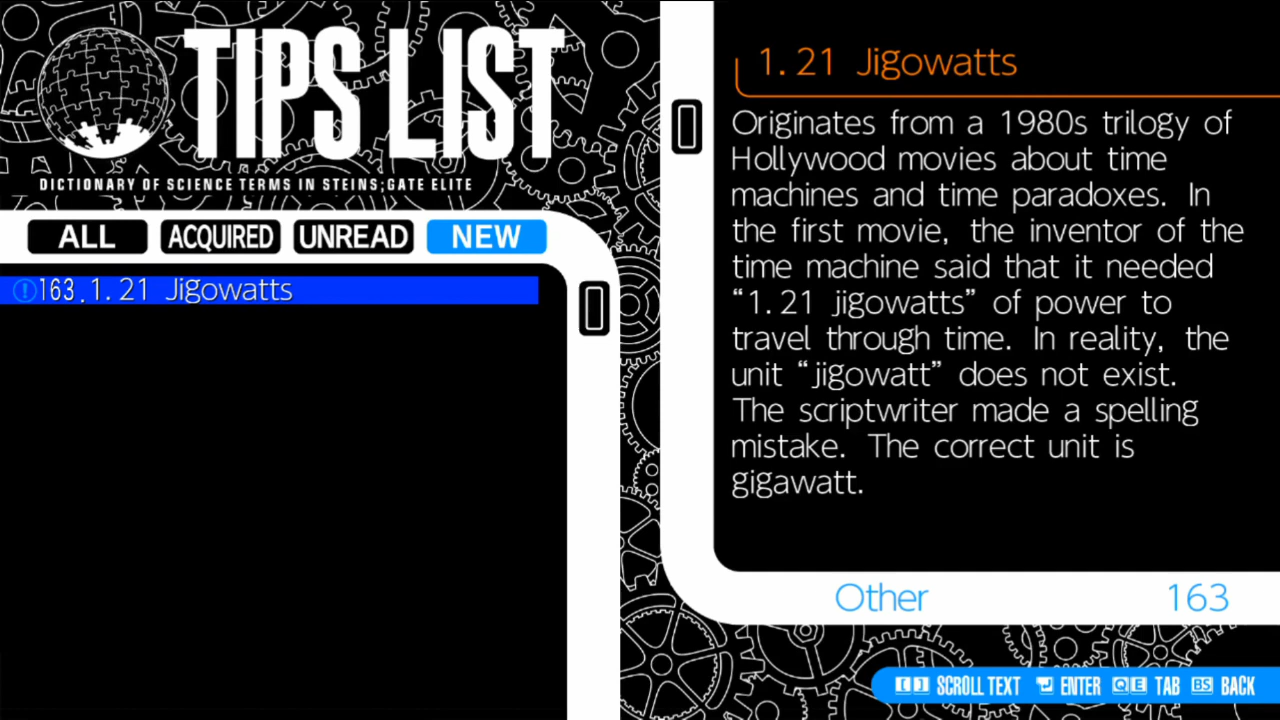 TIPS LIST
DICTIONARY OF SCIENCE TERMS IN STEINS;GATE ELITE
ALL ACQUIRED UNREAD NEW
163.1.21 Jigowatts
1.21 Jigowatts
Originates from a 1980s trilogy of
Hollywood movies about time
machines and time paradoxes. In
the first movie, the inventor of the
time machine said that it needed
“1.21 jigowatts” of power to
travel through time. In reality, the
unit “jigowatt” does not exist.
The scriptwriter made a spelling
mistake. The correct unit is
gigawatt.
Other 163
[ ] SCROLL TEXT ENTER Q E TAB BS BACK